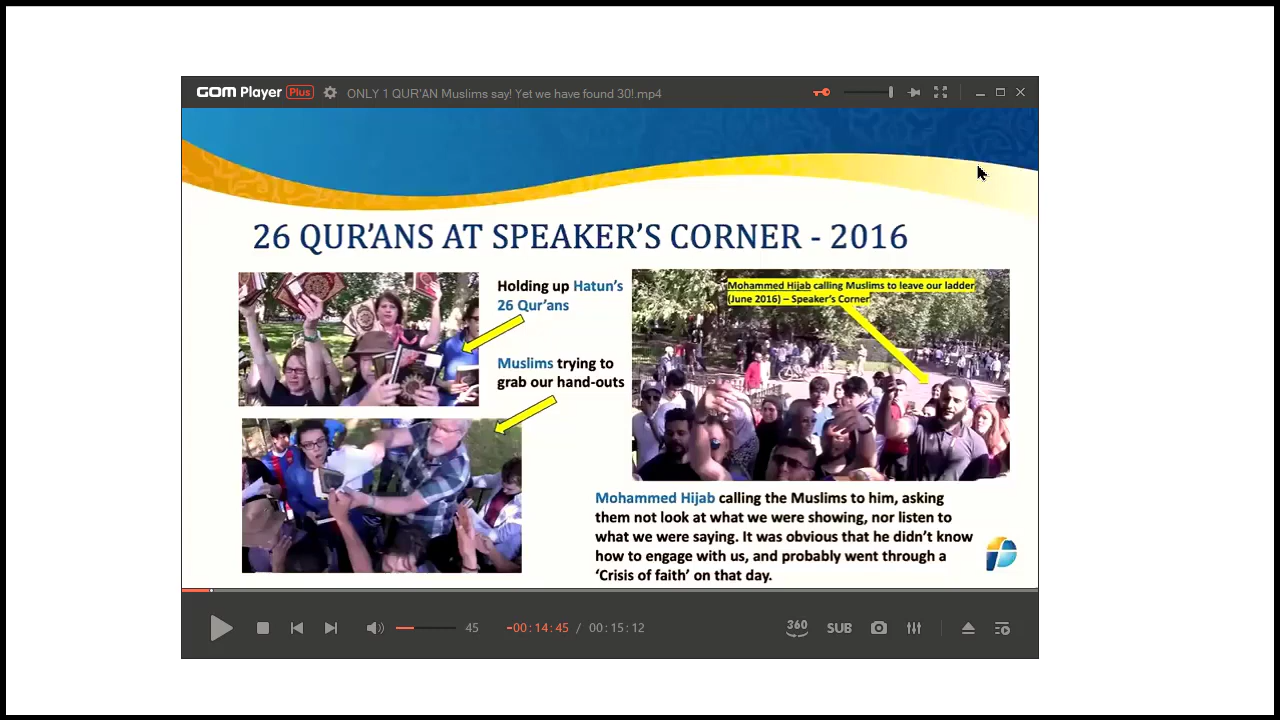 GOM Player Plus ONLY 1 QUR'AN Muslims say! Yet we have found 30!.mp4
26 QUR'ANS AT SPEAKER'S CORNER - 2016
Holding up Hatun's
26 Qur'ans
Muslims trying to
grab our hand-outs
Mohammed Hijab calling Muslims to leave our ladder
(June 2016) – Speaker's Corner
Mohammed Hijab calling the Muslims to him, asking
them not look at what we were showing, nor listen to
what we were saying. It was obvious that he didn't know
how to engage with us, and probably went through a
'Crisis of faith' on that day.
45 -00:14:45 / 00:15:12 360 SUB